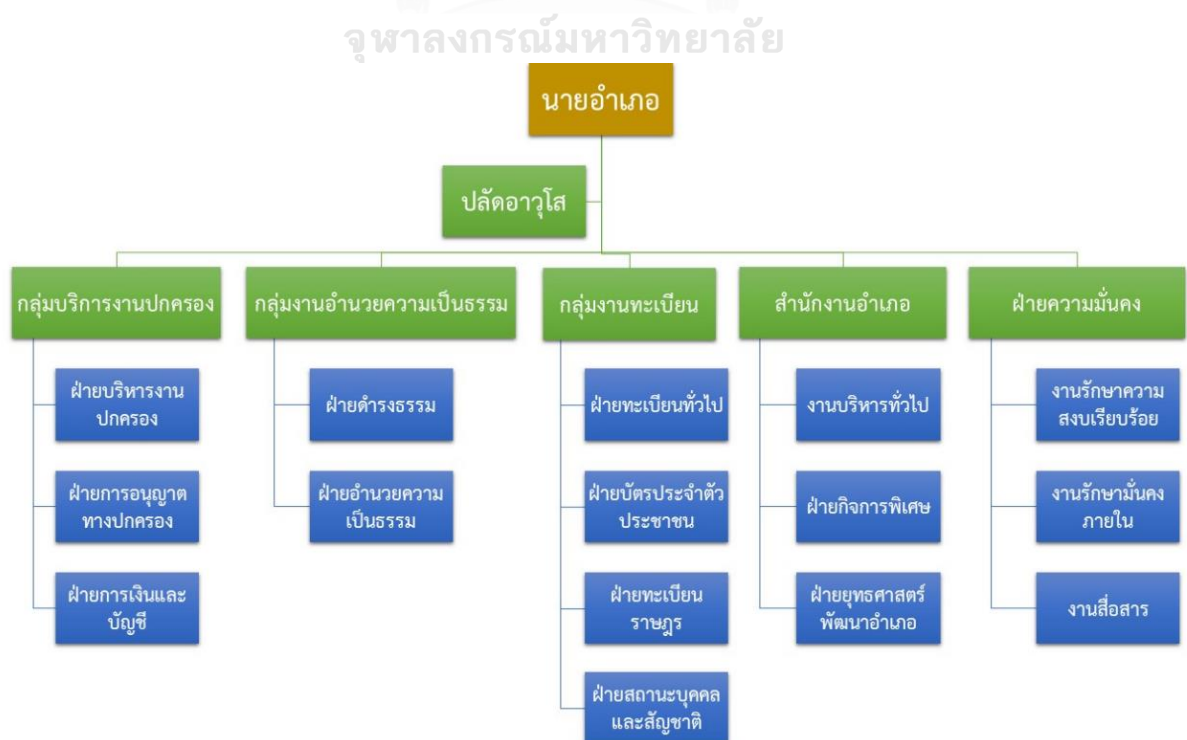 จุฬาลงกรณ์มหาวิทยาลัย
นายอำเภอ
ปลัดอาวุโส
กลุ่มบริการงานปกครอง
ฝ่ายบริหารงาน
ปกครอง
ฝ่ายการอนุญาต
ทางปกครอง
ฝ่ายการเงินและ
บัญชี
กลุ่มงานอำนวยความเป็นธรรม
ฝ่ายดำรงธรรม
ฝ่ายอำนวยความ
เป็นธรรม
กลุ่มงานทะเบียน
ฝ่ายทะเบียนทั่วไป
ฝ่ายบัตรประจำตัว
ประชาชน
ฝ่ายทะเบียน
ราษฎร
ฝ่ายสถานะบุคคล
และสัญชาติ
สำนักงานอำเภอ
งานบริหารทั่วไป
ฝ่ายกิจการพิเศษ
ฝ่ายยุทธศาสตร์
พัฒนาอำเภอ
ฝ่ายความมั่นคง
งานรักษาความ
สงบเรียบร้อย
งานรักษามั่นคง
ภายใน
งานสื่อสาร